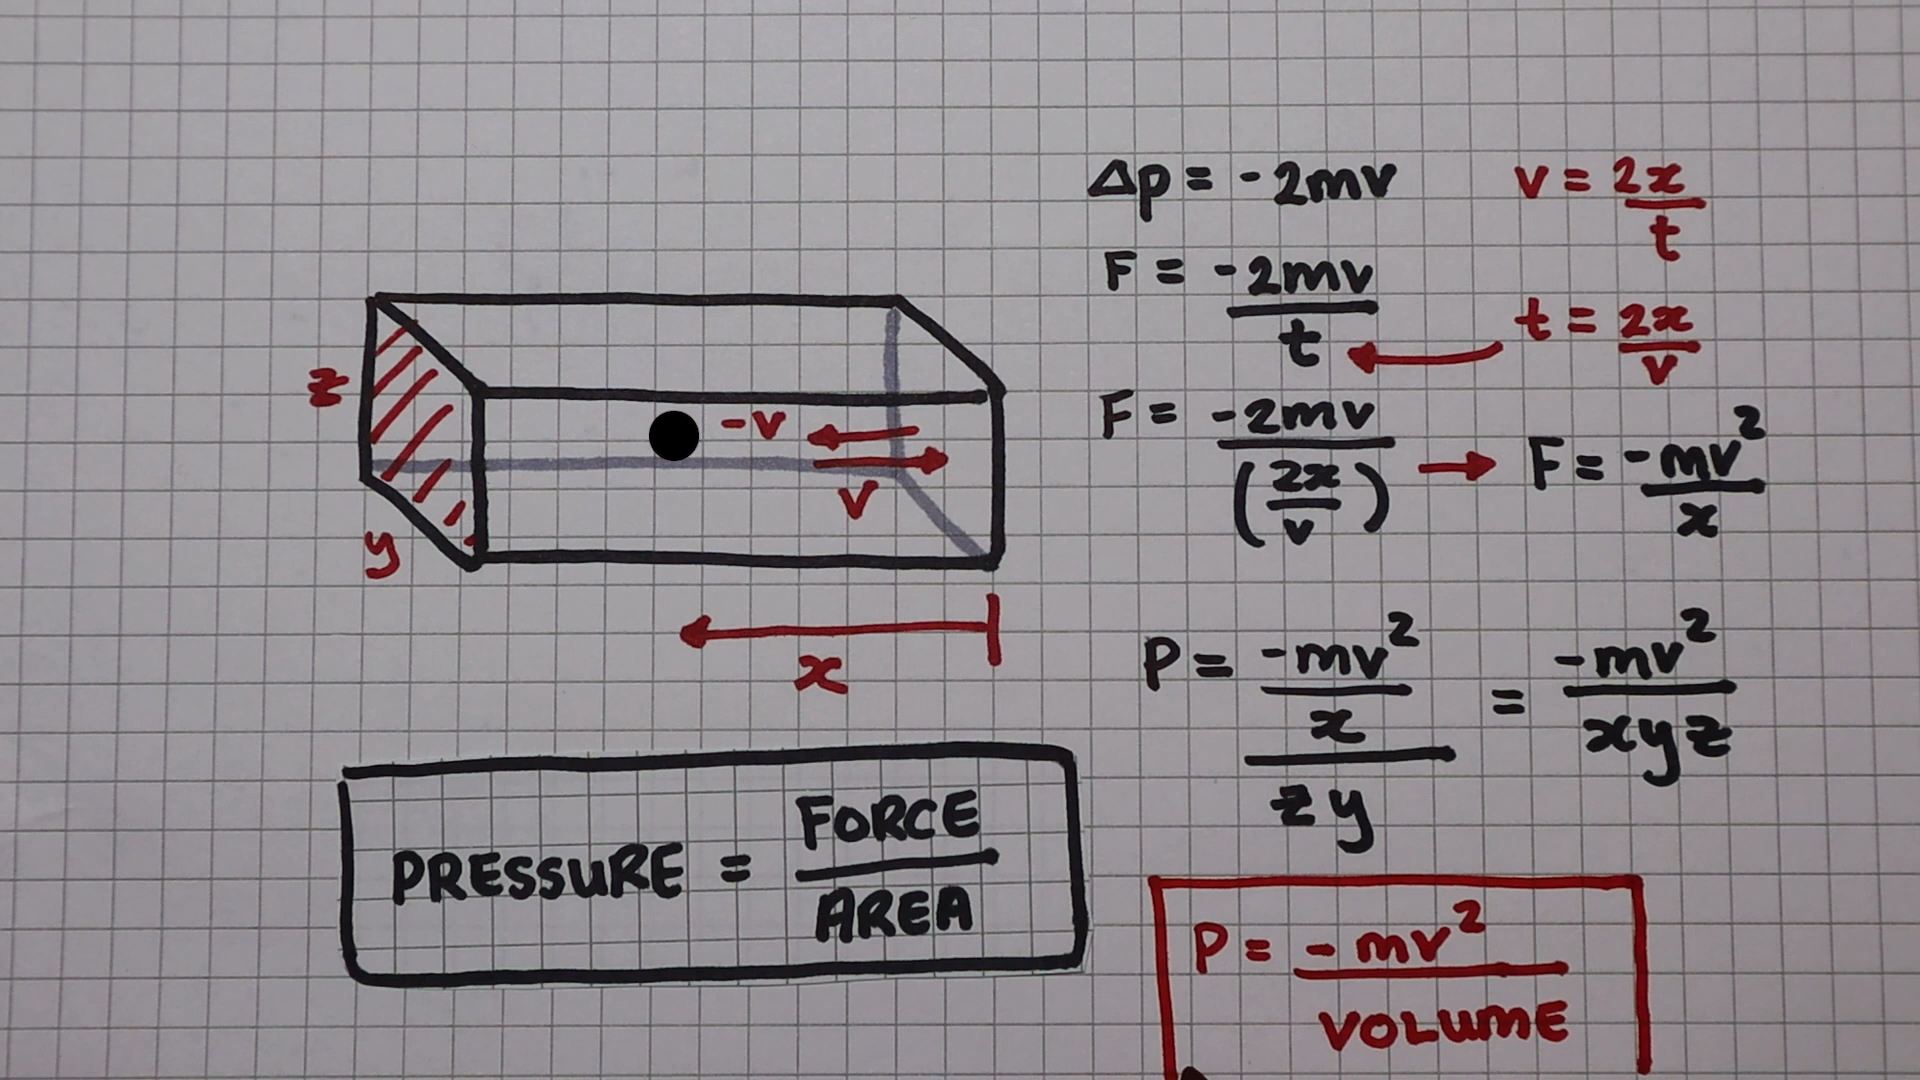 z
y
-v
v
x
PRESSURE = FORCE / AREA
Δp = -2mv
v = 2x / t
F = -2mv / t
t = 2x / v
F = -2mv / (2x / v) → F = -mv² / x
P = -mv² / x / zy = -mv² / xyz
P = -mv² / VOLUME